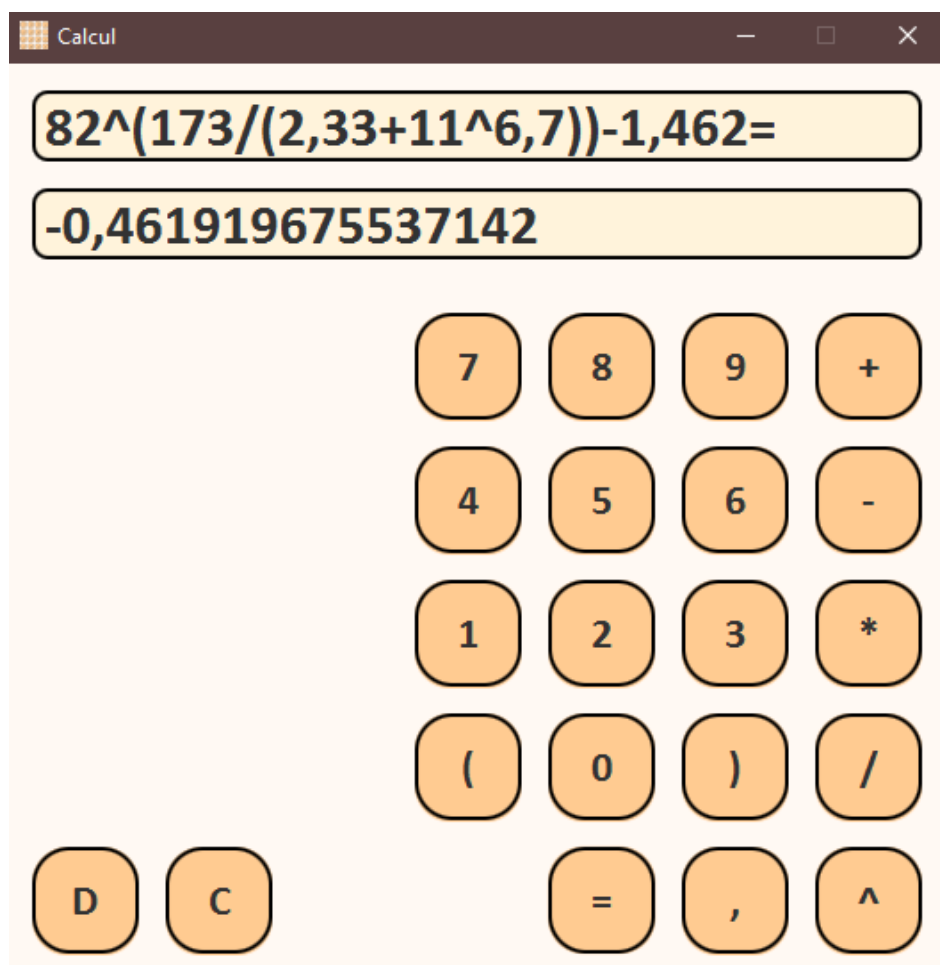 Calcul
82^(173/(2,33+11^6,7))-1,462=
-0,461919675537142
7 8 9 +
4 5 6 -
1 2 3 *
( 0 ) /
D C = , ^